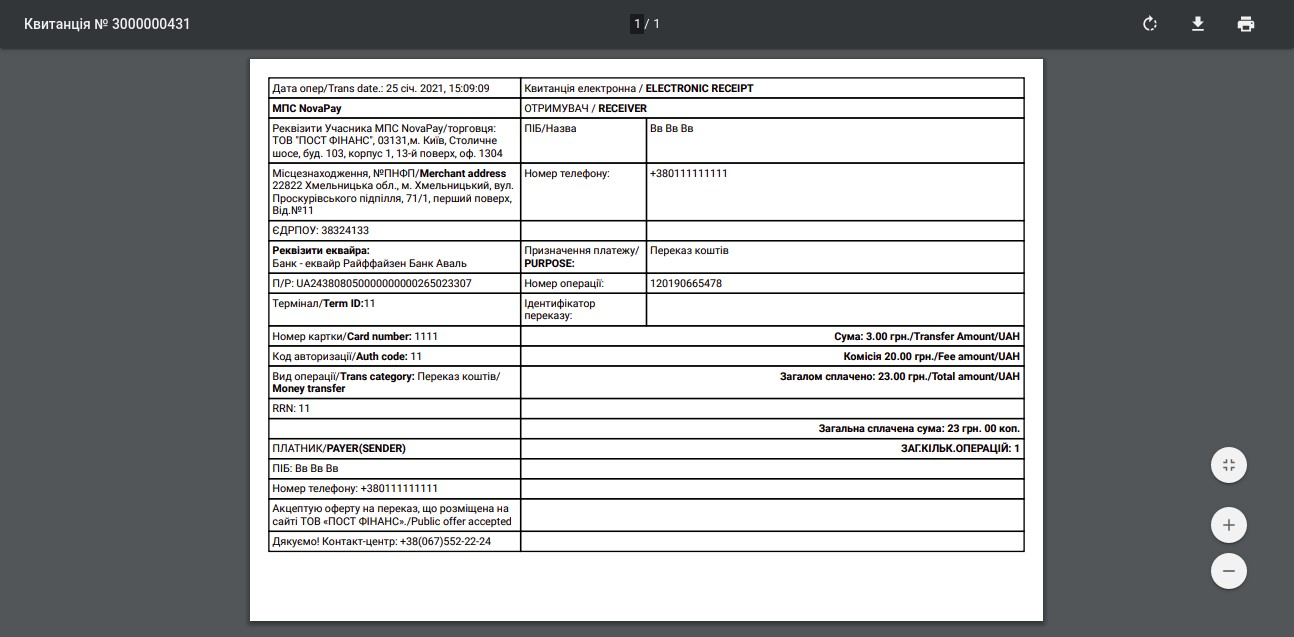 Квитанція № 3000000431
1 / 1
Дата опер/Trans date.: 25 січ. 2021, 15:09:09
Квитанція електронна / ELECTRONIC RECEIPT
МПС NovaPay
ОТРИМУВАЧ / RECEIVER
Реквізити Учасника МПС NovaPay/торговця:
ТОВ "ПОСТ ФІНАНС", 03131,м. Київ, Столичне
шосе, буд. 103, корпус 1, 13-й поверх, оф. 1304
ПІБ/Назва
Вв Вв Вв
Місцезнаходження, №ПНФП/Merchant address
22822 Хмельницька обл., м. Хмельницький, вул.
Проскурівського підпілля, 71/1, перший поверх,
Від.№11
Номер телефону:
+380111111111
ЄДРПОУ: 38324133
Реквізити еквайра:
Банк - еквайр Райффайзен Банк Аваль
Призначення платежу/
PURPOSE:
Переказ коштів
П/Р: UA243808050000000000265023307
Номер операції:
120190665478
Термінал/Term ID:11
Ідентифікатор
переказу:
Номер картки/Card number: 1111
Сума: 3.00 грн./Transfer Amount/UAH
Код авторизації/Auth code: 11
Комісія 20.00 грн./Fee amount/UAH
Вид операції/Trans category: Переказ коштів/
Money transfer
Загалом сплачено: 23.00 грн./Total amount/UAH
RRN: 11
Загальна сплачена сума: 23 грн. 00 коп.
ПЛАТНИК/PAYER(SENDER)
ЗАГ.КІЛЬК.ОПЕРАЦІЙ: 1
ПІБ: Вв Вв Вв
Номер телефону: +380111111111
Акцептую оферту на переказ, що розміщена на
сайті ТОВ «ПОСТ ФІНАНС»./Public offer accepted
Дякуємо! Контакт-центр: +38(067)552-22-24